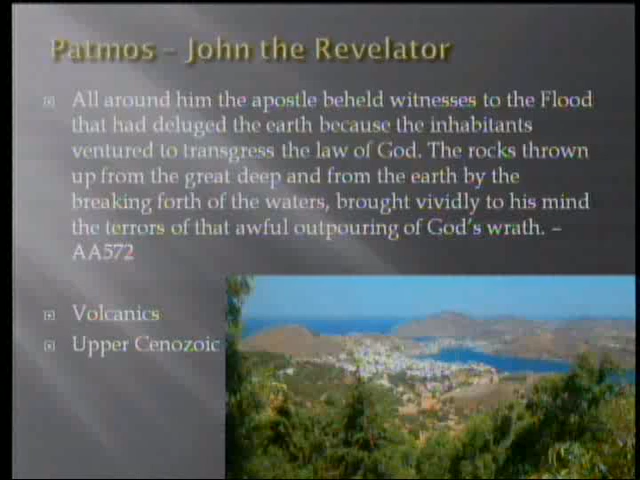 Patmos – John the Revelator
All around him the apostle beheld witnesses to the Flood
that had deluged the earth because the inhabitants
ventured to transgress the law of God. The rocks thrown
up from the great deep and from the earth by the
breaking forth of the waters, brought vividly to his mind
the terrors of that awful outpouring of God's wrath. –
AA572
Volcanics
Upper Cenozoic